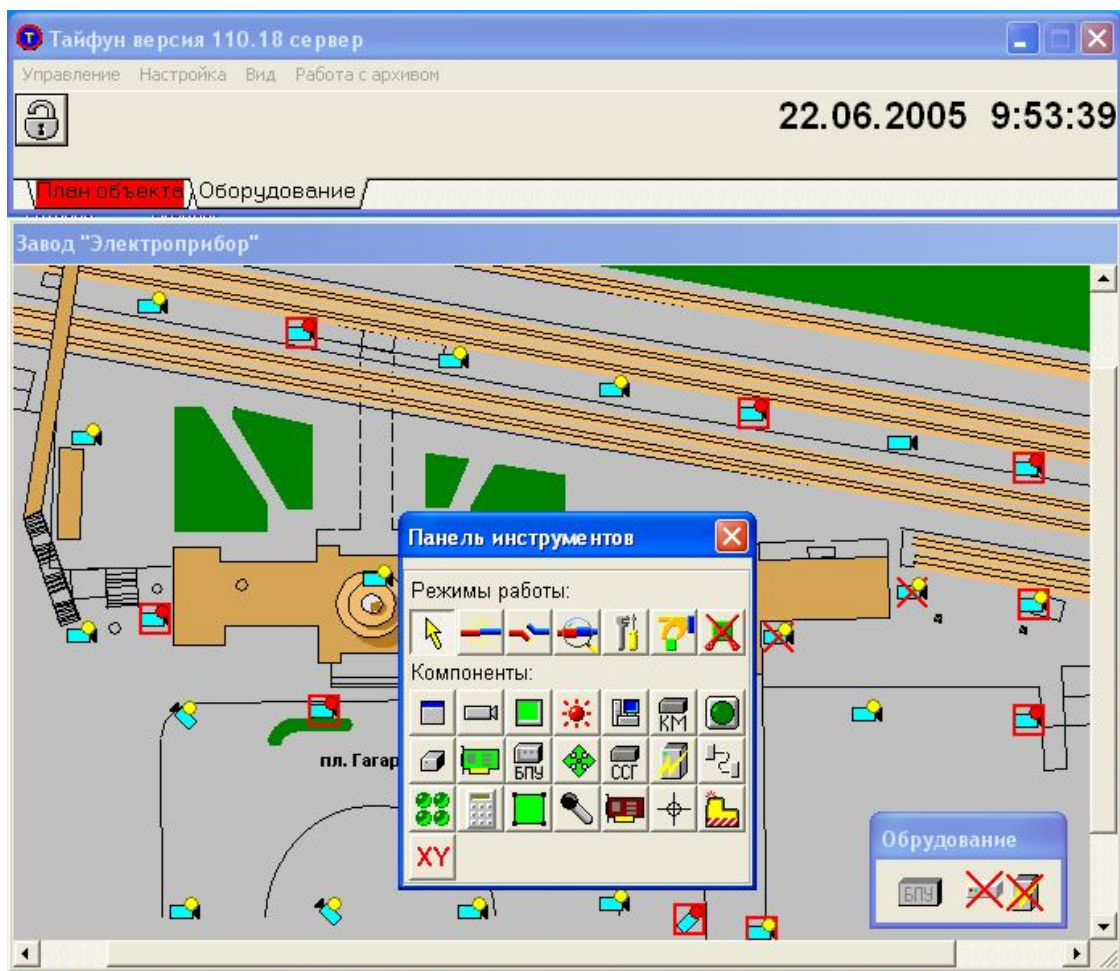 Тайфун версия 110.18 сервер
Управление Настройка Вид Работа с архивом
22.06.2005 9:53:39
План объекта Оборудование
Завод "Электроприбор"
Панель инструментов
Режимы работы:
Компоненты:
КМ
пл. Гагар
БПУ ССГ
XY
Обрудование
БПУ